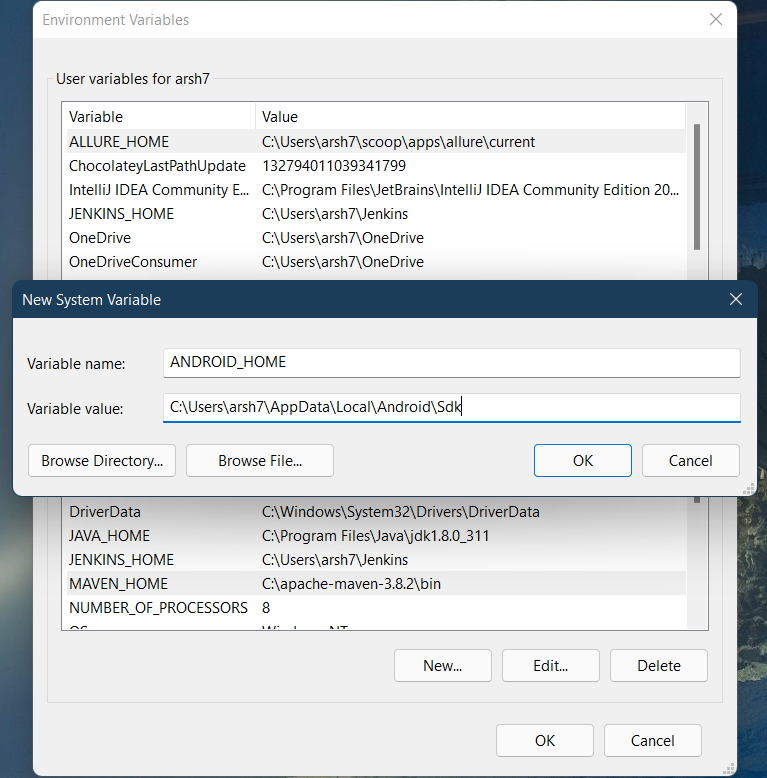 Environment Variables
User variables for arsh7
Variable Value
ALLURE_HOME C:\Users\arsh7\scoop\apps\allure\current
ChocolateyLastPathUpdate 132794011039341799
IntelliJ IDEA Community E... C:\Program Files\JetBrains\IntelliJ IDEA Community Edition 20...
JENKINS_HOME C:\Users\arsh7\Jenkins
OneDrive C:\Users\arsh7\OneDrive
OneDriveConsumer C:\Users\arsh7\OneDrive
New System Variable
Variable name: ANDROID_HOME
Variable value: C:\Users\arsh7\AppData\Local\Android\Sdk
Browse Directory... Browse File... OK Cancel
DriverData C:\Windows\System32\Drivers\DriverData
JAVA_HOME C:\Program Files\Java\jdk1.8.0_311
JENKINS_HOME C:\Users\arsh7\Jenkins
MAVEN_HOME C:\apache-maven-3.8.2\bin
NUMBER_OF_PROCESSORS 8
OS Windows_NT
New... Edit... Delete
OK Cancel